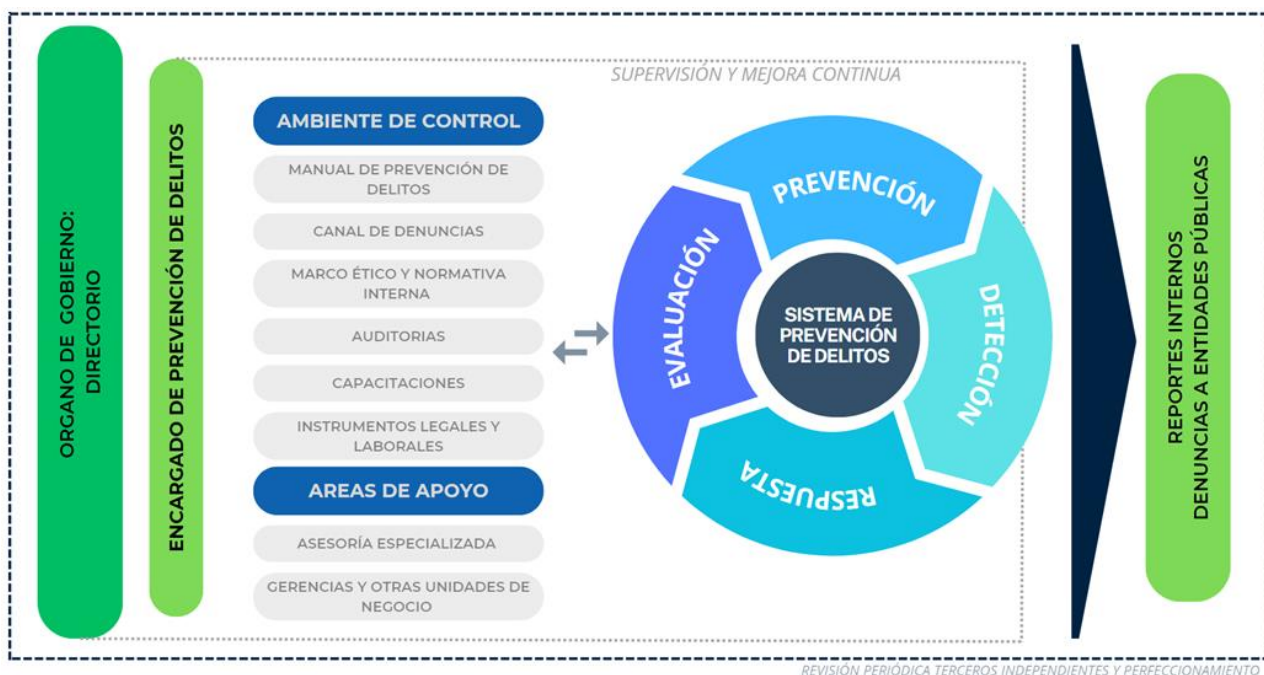 ORGANO DE GOBIERNO:
DIRECTORIO
ENCARGADO DE PREVENCIÓN DE DELITOS
SUPERVISIÓN Y MEJORA CONTINUA
AMBIENTE DE CONTROL
MANUAL DE PREVENCIÓN DE
DELITOS
CANAL DE DENUNCIAS
MARCO ÉTICO Y NORMATIVA
INTERNA
AUDITORIAS
CAPACITACIONES
INSTRUMENTOS LEGALES Y
LABORALES
AREAS DE APOYO
ASESORÍA ESPECIALIZADA
GERENCIAS Y OTRAS UNIDADES DE
NEGOCIO
PREVENCIÓN
DETECCIÓN
RESPUESTA
EVALUACIÓN
SISTEMA DE
PREVENCIÓN
DE DELITOS
REPORTES INTERNOS
DENUNCIAS A ENTIDADES PÚBLICAS
REVISIÓN PERIÓDICA TERCEROS INDEPENDIENTES Y PERFECCIONAMIENTO